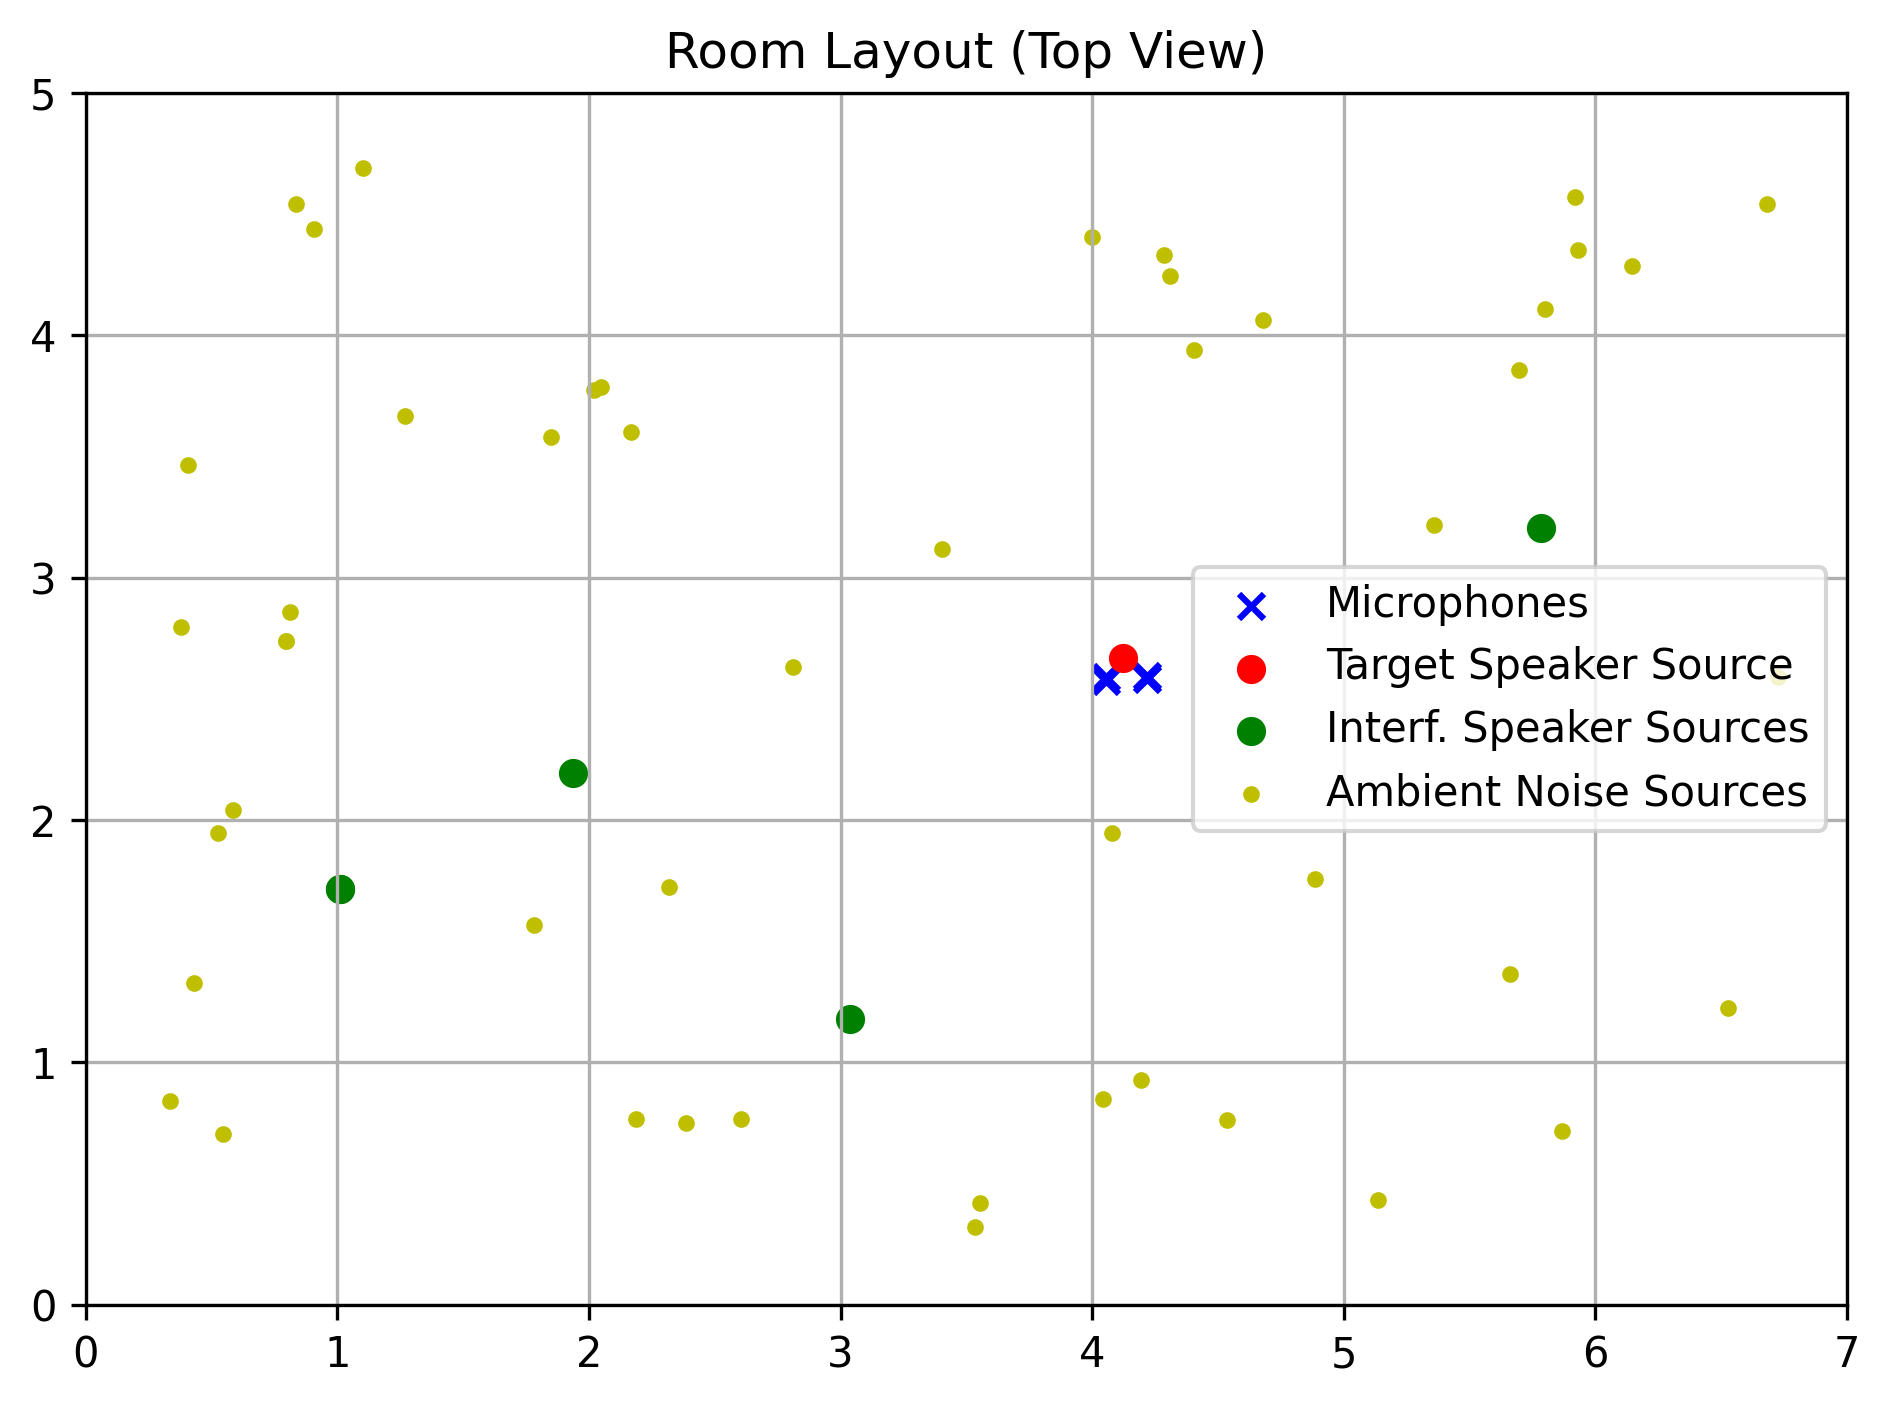 Room Layout (Top View)
5
4
3
2
1
0
0 1 2 3 4 5 6 7
Microphones
Target Speaker Source
Interf. Speaker Sources
Ambient Noise Sources